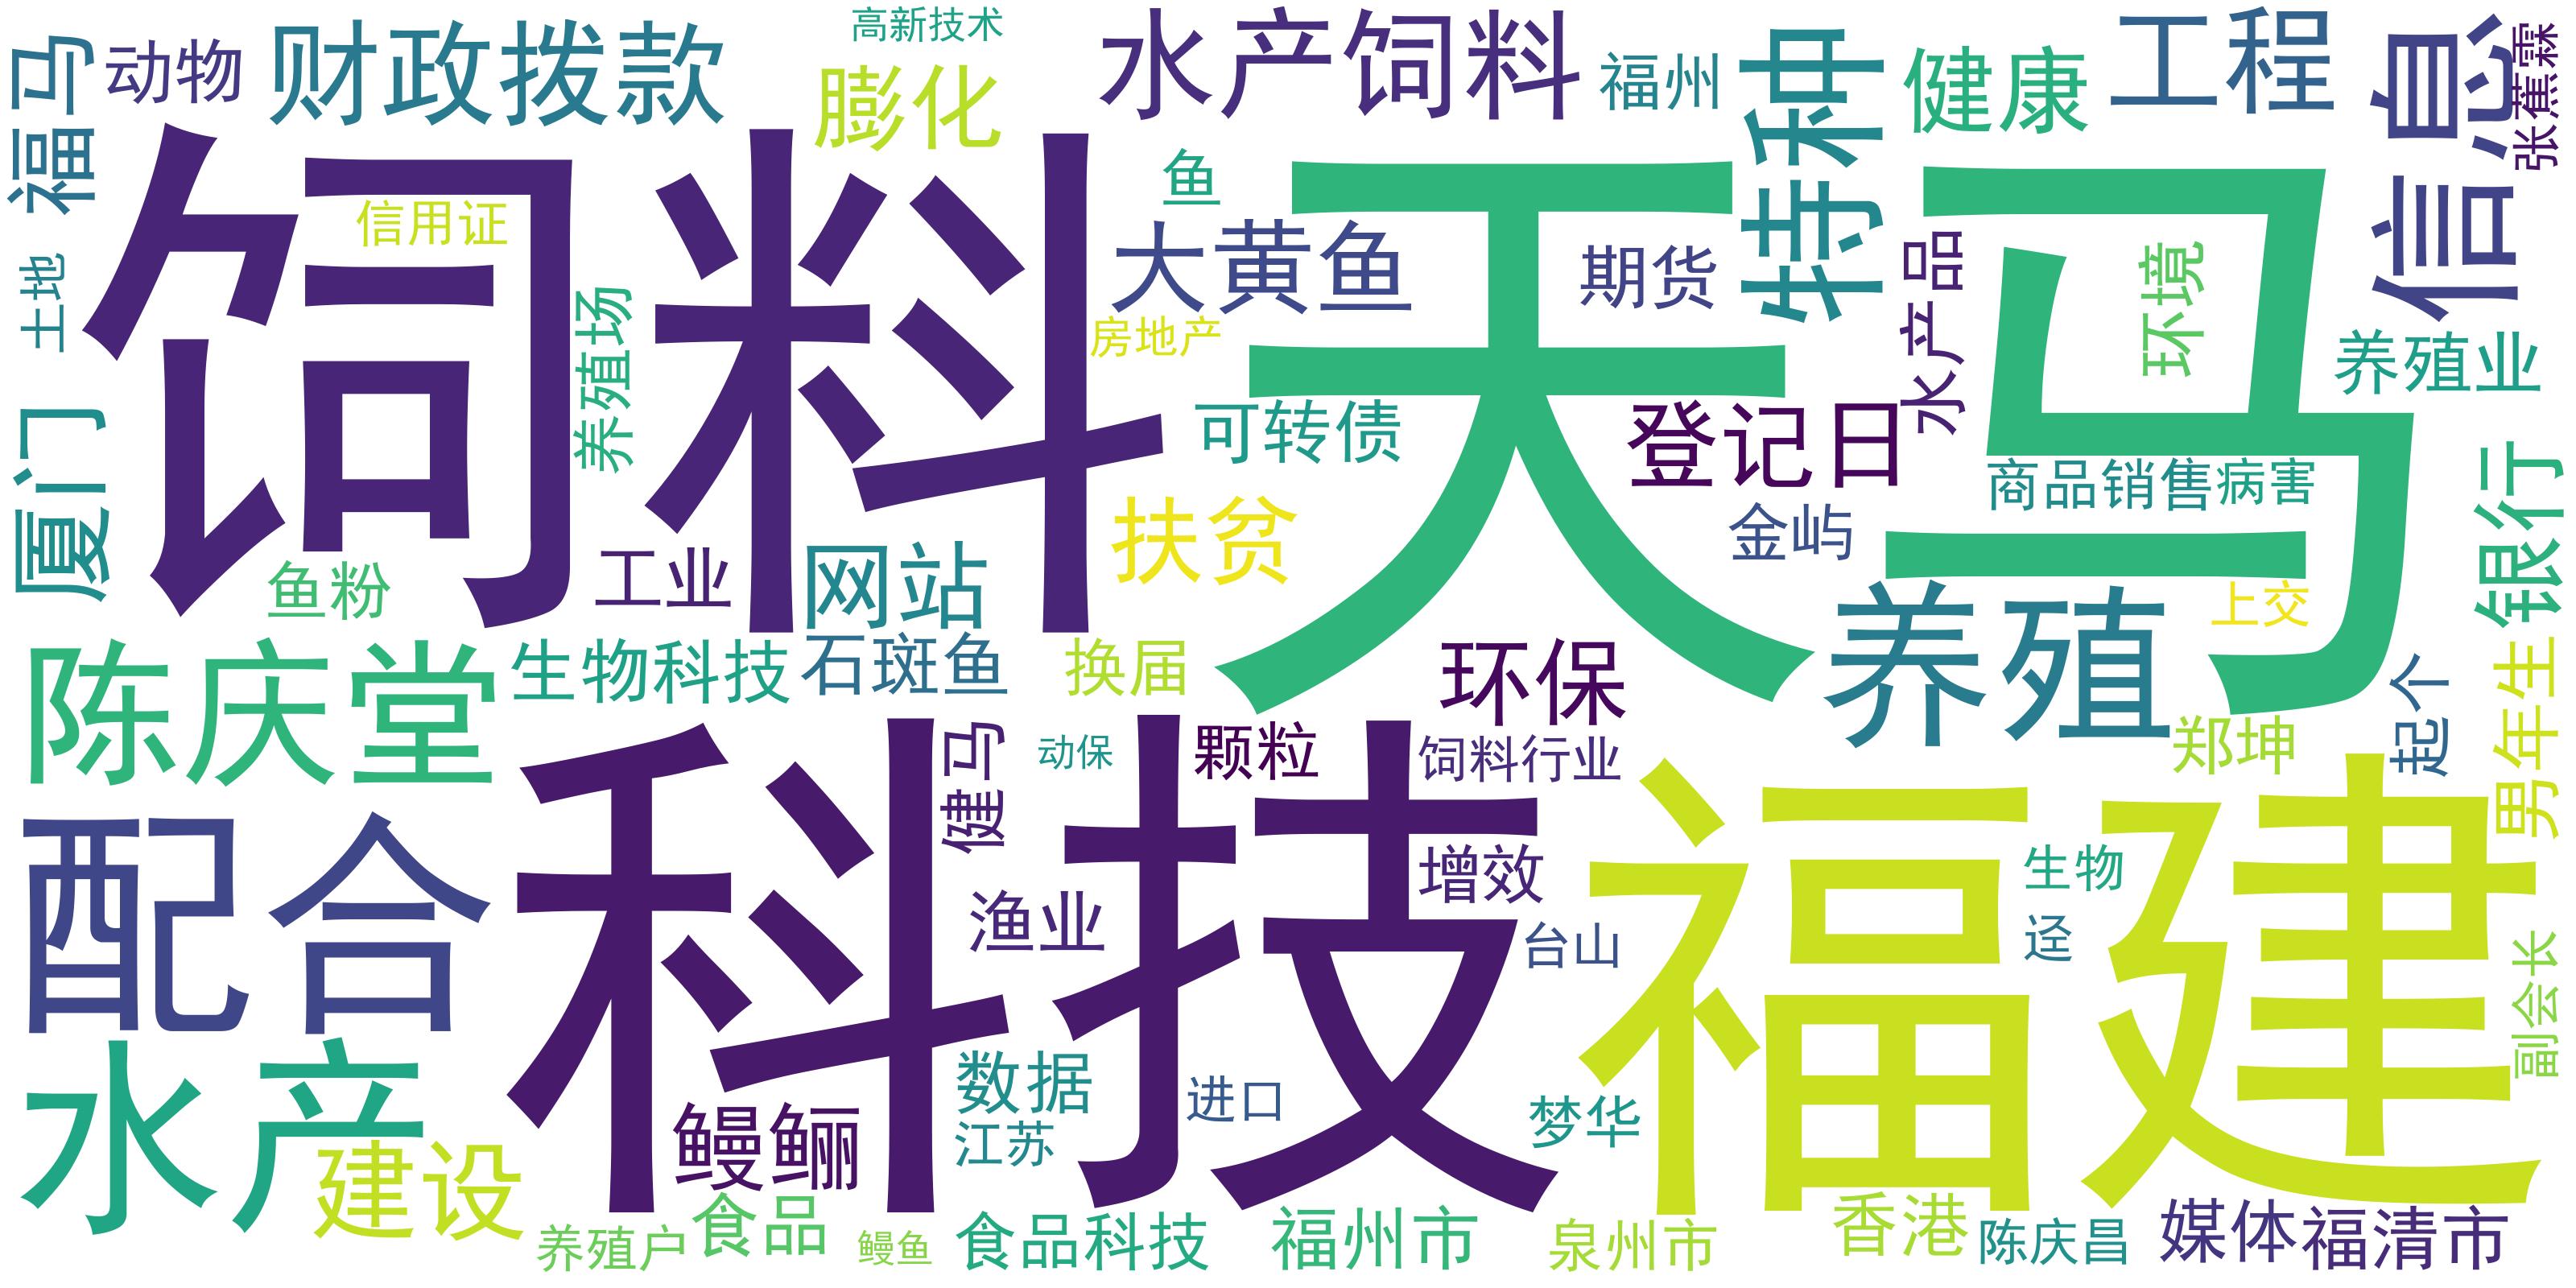 高新技术
福马
动物
财政拨款
膨化
水产饲料
福州
特种
健康
工程
信息
张蕉霖
饲料
天马
鱼
信用证
大黄鱼
期货
水产品
环境
土地
养殖场
房地产
养殖业
厦门
可转债
登记日
商品销售
病害
银行
扶贫
金屿
鱼粉
工业
网站
养殖
上交
陈庆堂
生物科技
石斑鱼
换届
环保
起个
男年生
郑坤
健马
动保
颗粒
饲料行业
科技
福建
配合
渔业
增效
生物
台山
迳
副会长
水产
数据
进口
梦华
鳗鲡
江苏
建设
养殖户
食品
鳗鱼
食品科技
福州市
泉州市
香港
陈庆昌
媒体
福清市